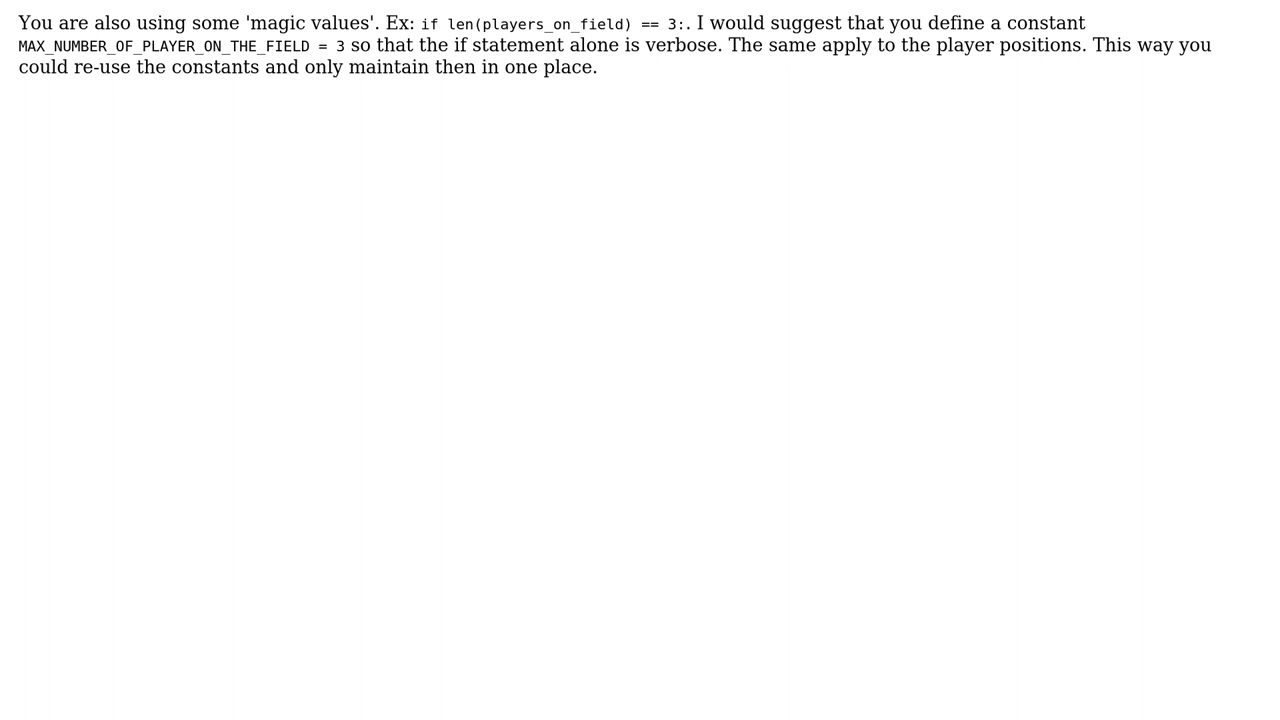 You are also using some 'magic values'. Ex: if len(players_on_field) == 3:. I would suggest that you define a constant
MAX_NUMBER_OF_PLAYER_ON_THE_FIELD = 3 so that the if statement alone is verbose. The same apply to the player positions. This way you
could re-use the constants and only maintain then in one place.